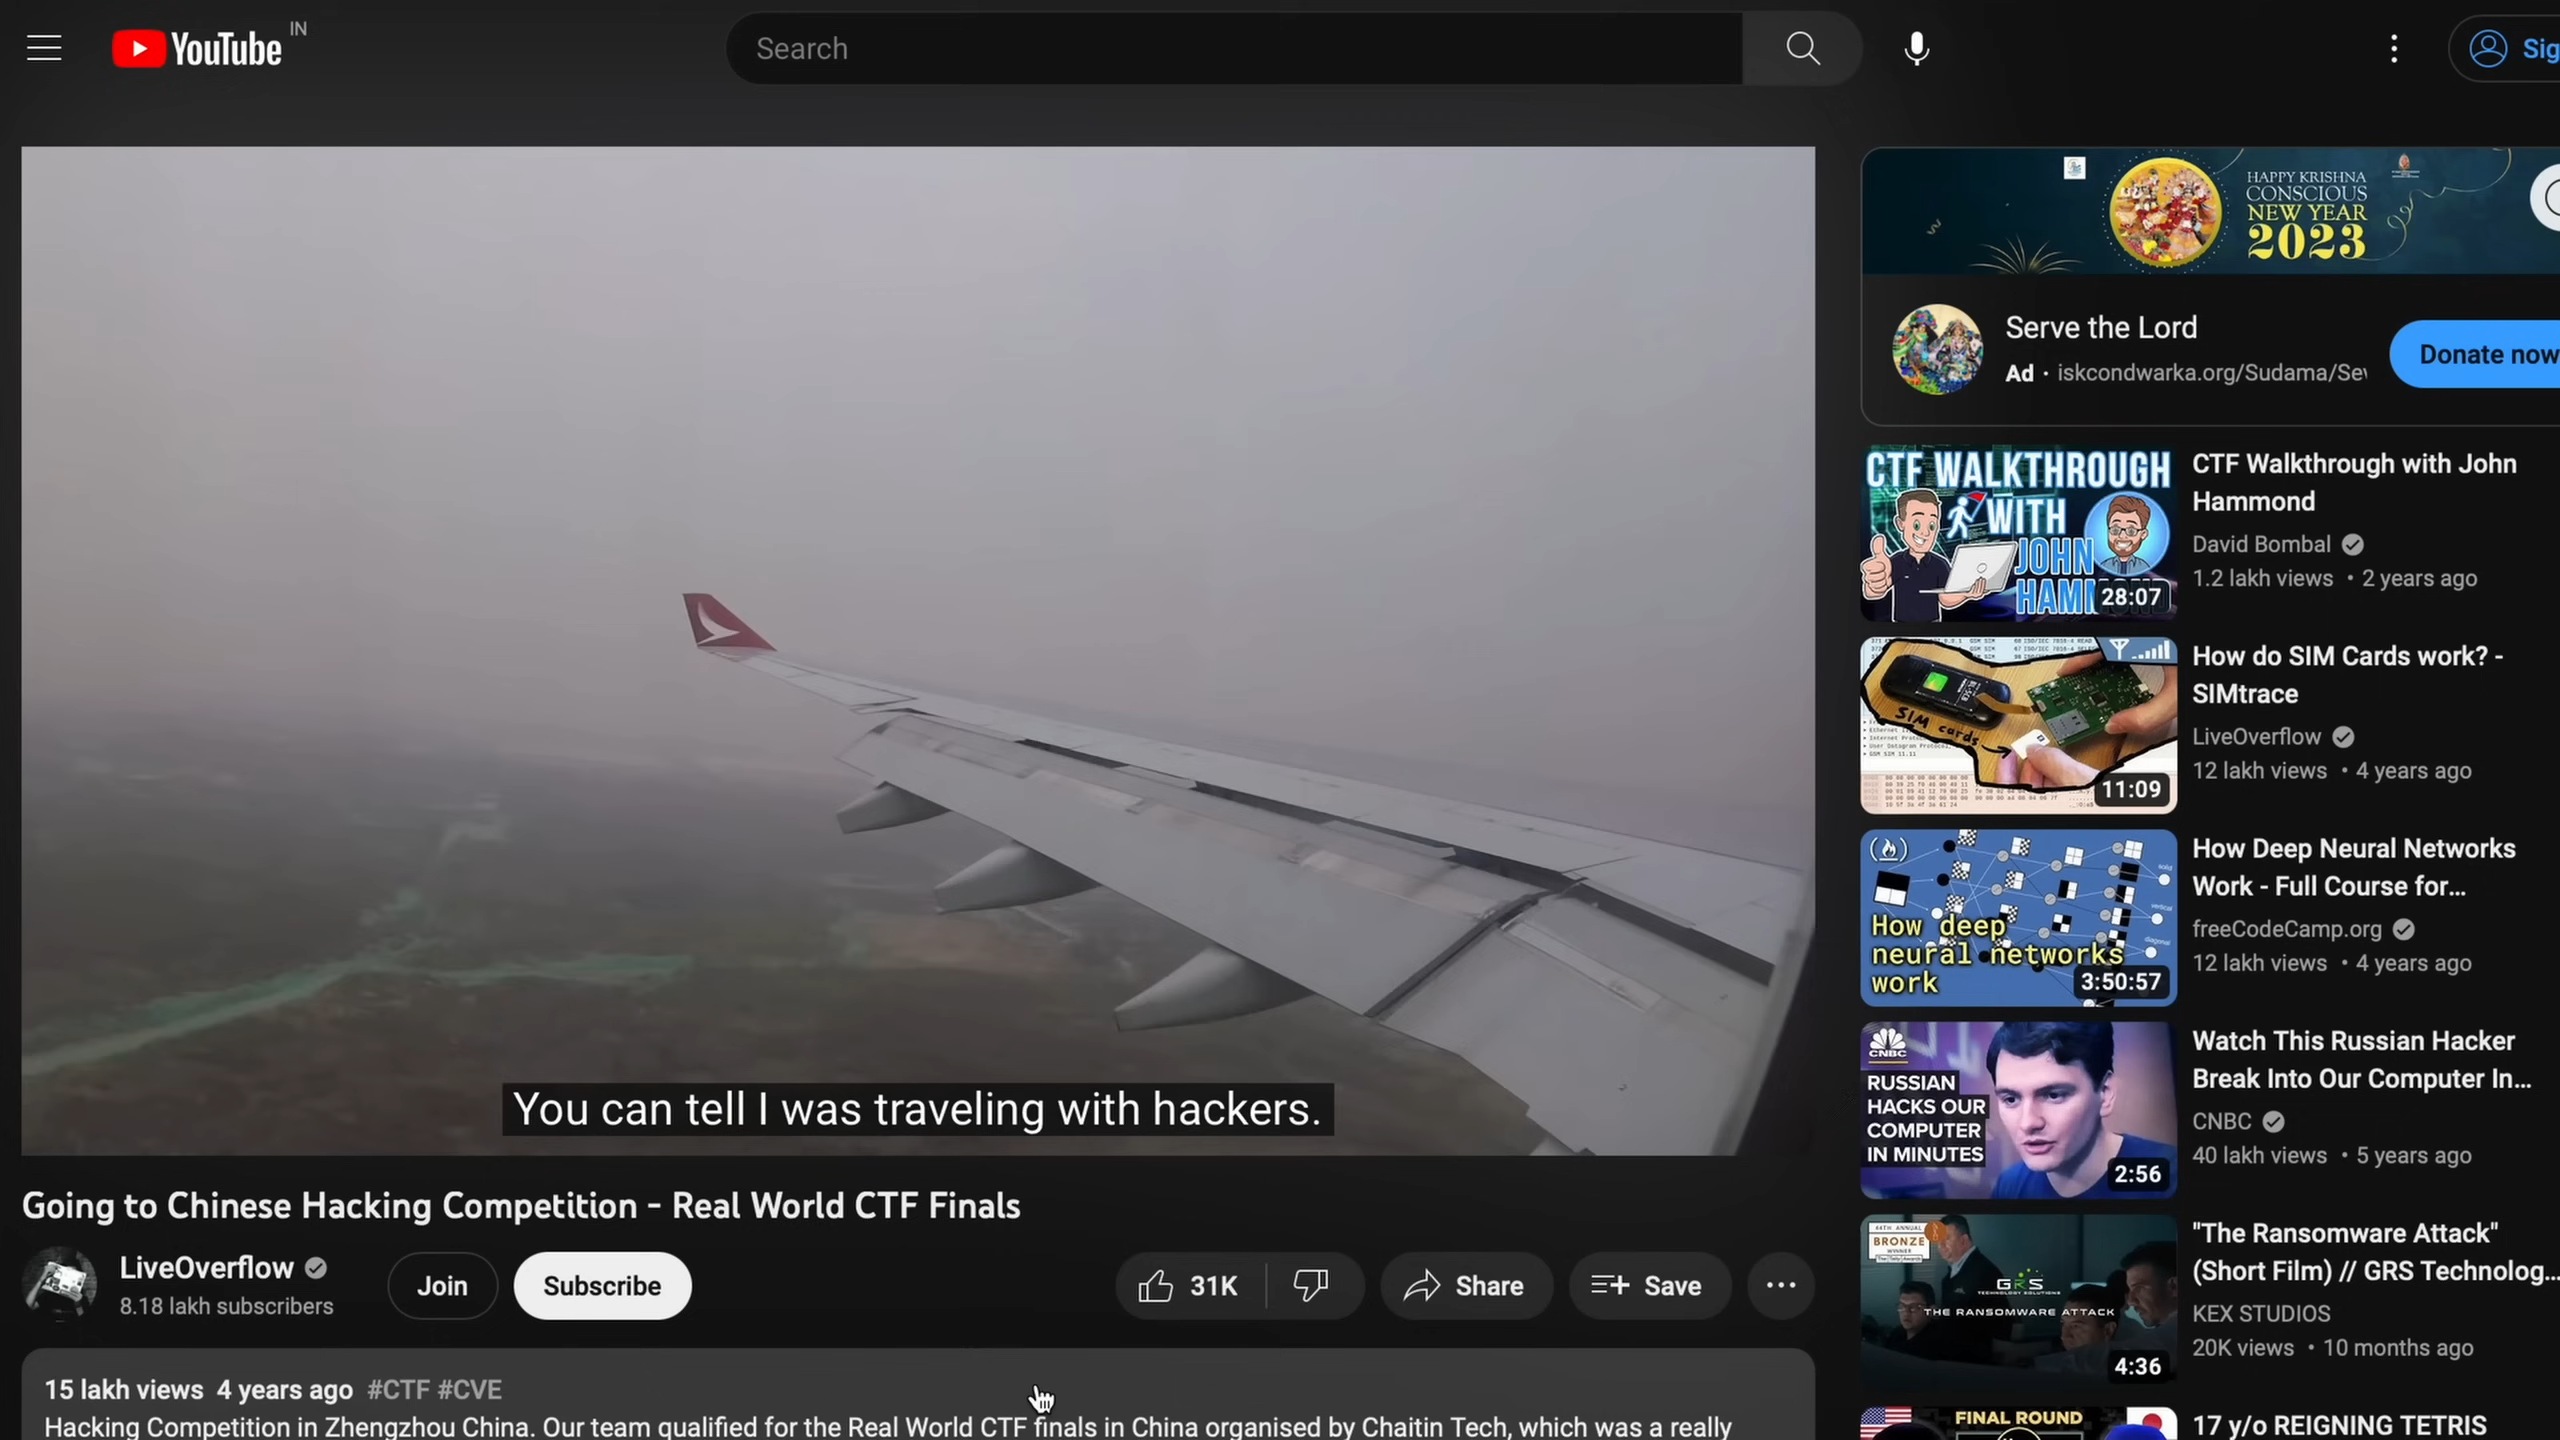 YouTube IN
Search
Sig
You can tell I was traveling with hackers.
Going to Chinese Hacking Competition - Real World CTF Finals
LiveOverflow
8.18 lakh subscribers
Join
Subscribe
31K
Share
Save
15 lakh views 4 years ago #CTF #CVE
Hacking Competition in Zhengzhou China. Our team qualified for the Real World CTF finals in China organised by Chaitin Tech, which was a really
HAPPY KRISHNA
CONSCIOUS
NEW YEAR
2023
Serve the Lord
Ad · iskcondwarka.org/Sudama/Sev
Donate now
CTF WALKTHROUGH
WITH
JOHN
HAMMOND
28:07
CTF Walkthrough with John
Hammond
David Bombal
1.2 lakh views • 2 years ago
SIM cards
11:09
How do SIM Cards work? -
SIMtrace
LiveOverflow
12 lakh views • 4 years ago
How deep
neural networks
work
3:50:57
How Deep Neural Networks
Work - Full Course for...
freeCodeCamp.org
12 lakh views • 4 years ago
CNBC
RUSSIAN
HACKS OUR
COMPUTER
IN MINUTES
2:56
Watch This Russian Hacker
Break Into Our Computer In...
CNBC
40 lakh views • 5 years ago
BRONZE
WINNER
GRS
TECHNOLOGY SOLUTIONS
THE RANSOMWARE ATTACK
4:36
"The Ransomware Attack"
(Short Film) // GRS Technolog...
KEX STUDIOS
20K views • 10 months ago
FINAL ROUND
17 y/o REIGNING TETRIS